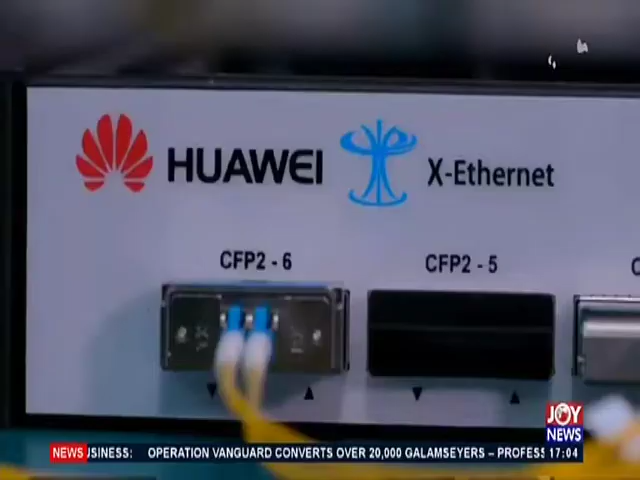 HUAWEI X-Ethernet
CFP2 - 6 CFP2 - 5
JOY
NEWS
NEWS USINESS: OPERATION VANGUARD CONVERTS OVER 20,000 GALAMSEYERS – PROFESS 17:04